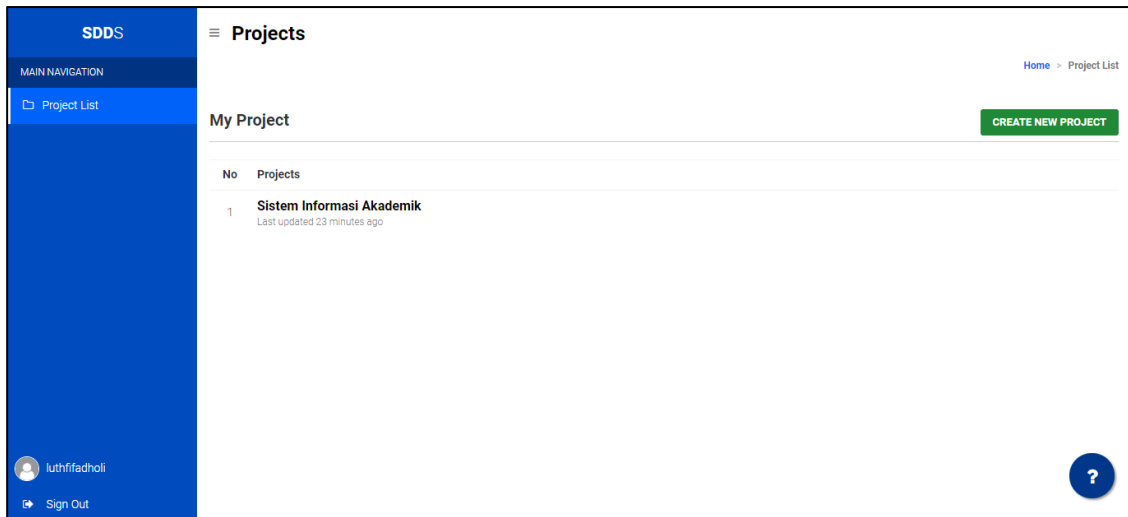 SDDS
MAIN NAVIGATION
Project List
luthfifadholi
Sign Out
≡ Projects
Home > Project List
My Project
CREATE NEW PROJECT
No Projects
1 Sistem Informasi Akademik
Last updated 23 minutes ago
?